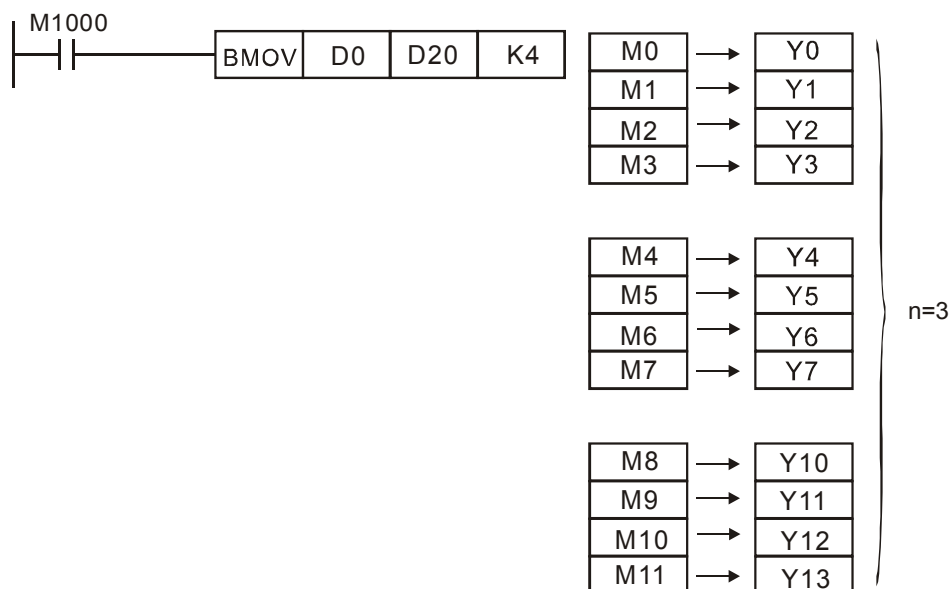 M1000
BMOV D0 D20 K4
M0 Y0
M1 Y1
M2 Y2
M3 Y3
M4 Y4
M5 Y5
M6 Y6
M7 Y7
n=3
M8 Y10
M9 Y11
M10 Y12
M11 Y13